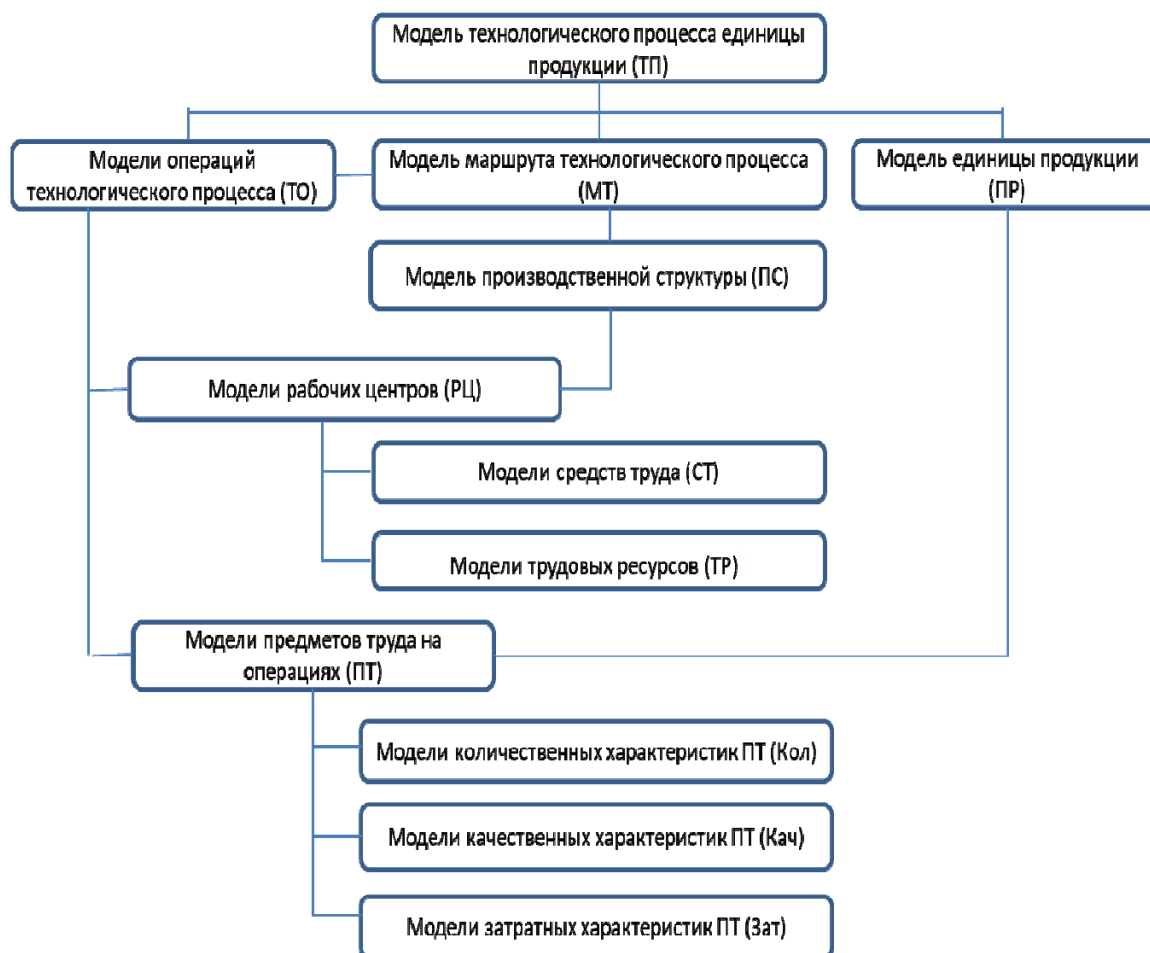 Модель технологического процесса единицы
продукции (ТП)
Модели операций
технологического процесса (ТО)
Модель маршрута технологического процесса
(МТ)
Модель единицы продукции
(ПР)
Модель производственной структуры (ПС)
Модели рабочих центров (РЦ)
Модели средств труда (СТ)
Модели трудовых ресурсов (ТР)
Модели предметов труда на
операциях (ПТ)
Модели количественных характеристик ПТ (Кол)
Модели качественных характеристик ПТ (Кач)
Модели затратных характеристик ПТ (Зат)